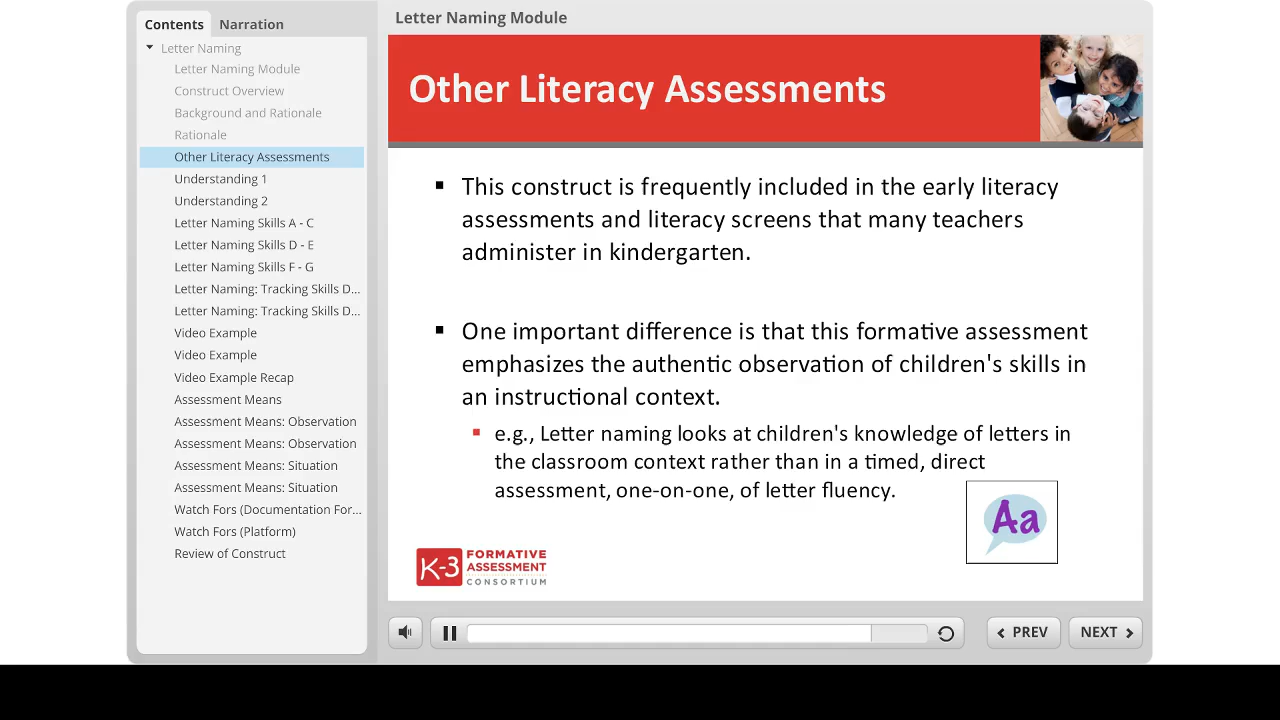 Contents
Narration
Letter Naming Module
Letter Naming
Letter Naming Module
Construct Overview
Background and Rationale
Rationale
Other Literacy Assessments
Understanding 1
Understanding 2
Letter Naming Skills A - C
Letter Naming Skills D - E
Letter Naming Skills F - G
Letter Naming: Tracking Skills D...
Letter Naming: Tracking Skills D...
Video Example
Video Example
Video Example Recap
Assessment Means
Assessment Means: Observation
Assessment Means: Observation
Assessment Means: Situation
Assessment Means: Situation
Watch Fors (Documentation For...
Watch Fors (Platform)
Review of Construct
Other Literacy Assessments
▪ This construct is frequently included in the early literacy
assessments and literacy screens that many teachers
administer in kindergarten.
▪ One important difference is that this formative assessment
emphasizes the authentic observation of children's skills in
an instructional context.
▪ e.g., Letter naming looks at children's knowledge of letters in
the classroom context rather than in a timed, direct
assessment, one-on-one, of letter fluency.
Aa
K-3
FORMATIVE
ASSESSMENT
CONSORTIUM
PREV
NEXT